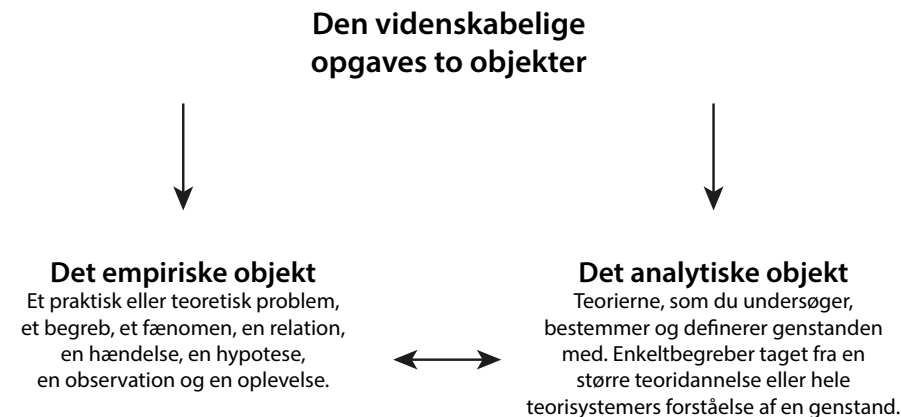 Den videnskabelige
opgaves to objekter
Det empiriske objekt
Et praktisk eller teoretisk problem,
et begreb, et fænomen, en relation,
en hændelse, en hypotese,
en observation og en oplevelse.
Det analytiske objekt
Teorierne, som du undersøger,
bestemmer og definerer genstanden
med. Enkeltbegreber taget fra en
større teoridannelse eller hele
teorisystemers forståelse af en genstand.